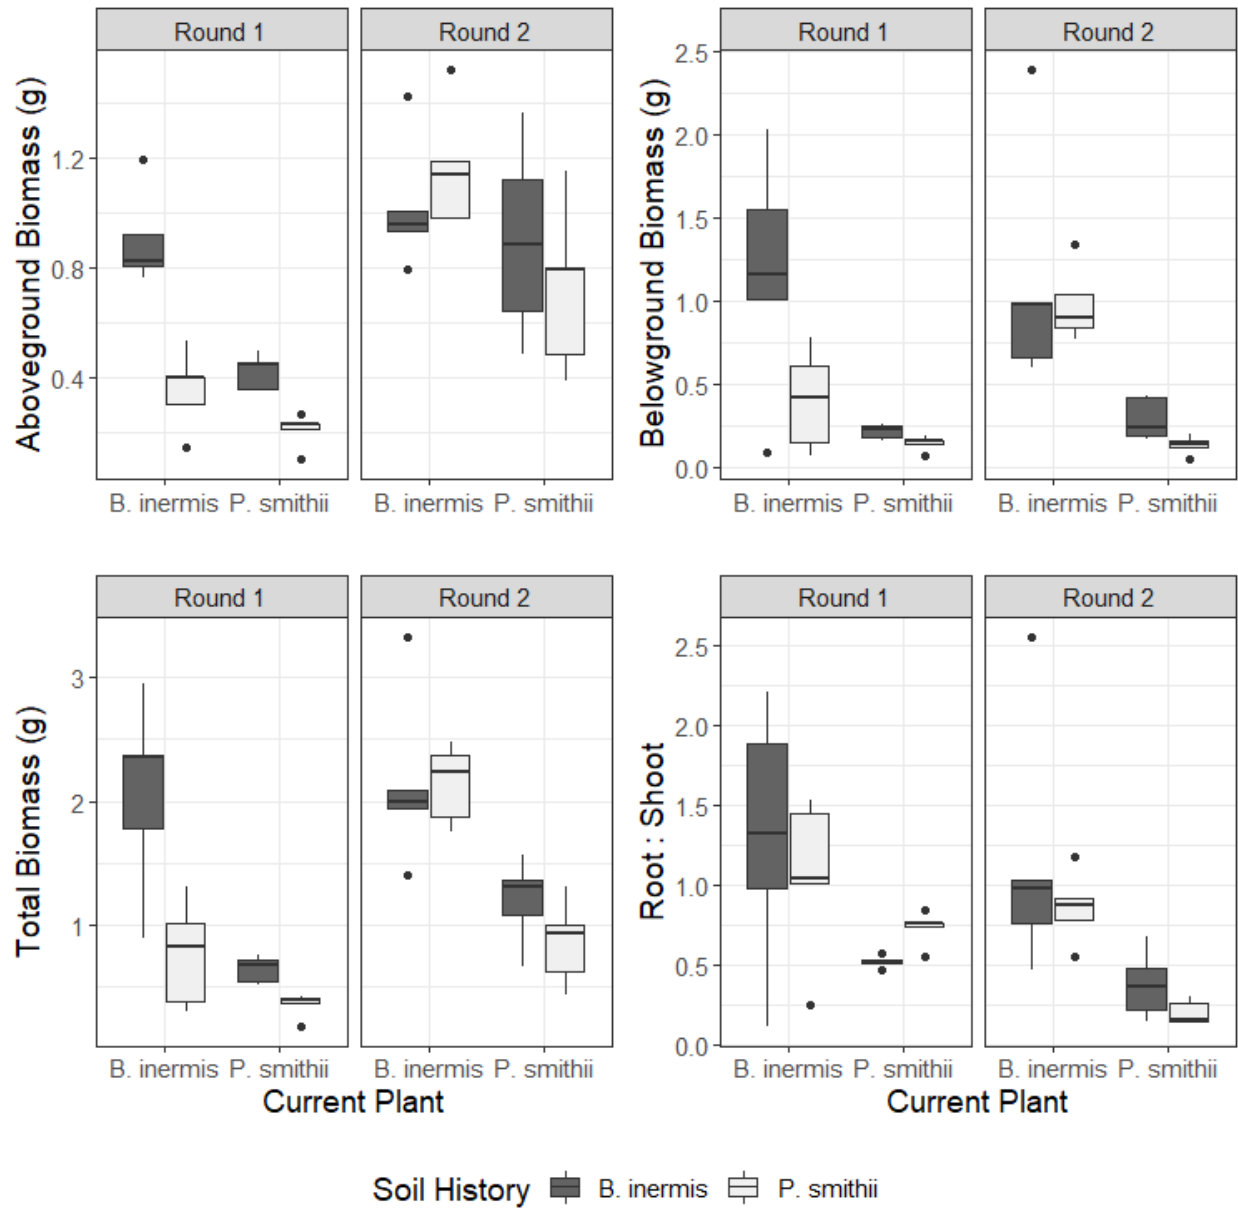 Round 1 Round 2
Aboveground Biomass (g)
1.2
0.8
0.4
B. inermis P. smithii B. inermis P. smithii
Round 1 Round 2
Belowground Biomass (g)
2.5
2.0
1.5
1.0
0.5
0.0
B. inermis P. smithii B. inermis P. smithii
Round 1 Round 2
Total Biomass (g)
3
2
1
B. inermis P. smithii B. inermis P. smithii
Current Plant
Round 1 Round 2
Root : Shoot
2.5
2.0
1.5
1.0
0.5
0.0
B. inermis P. smithii B. inermis P. smithii
Current Plant
Soil History B. inermis P. smithii